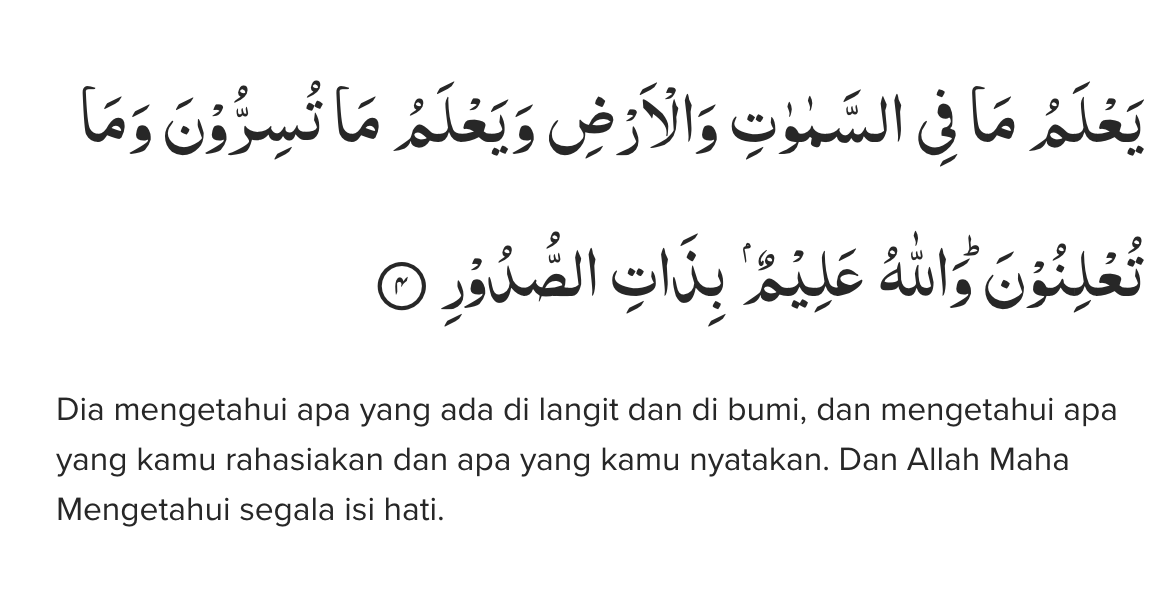 يَعْلَمُ مَا فِى السَّمٰوٰتِ وَالْاَرْضِ وَيَعْلَمُ مَا تُسِرُّوْنَ وَمَا
تُعْلِنُوْنَۗ وَاللّٰهُ عَلِيْمٌ ۢ بِذَاتِ الصُّدُوْرِ ۝٤
Dia mengetahui apa yang ada di langit dan di bumi, dan mengetahui apa
yang kamu rahasiakan dan apa yang kamu nyatakan. Dan Allah Maha
Mengetahui segala isi hati.